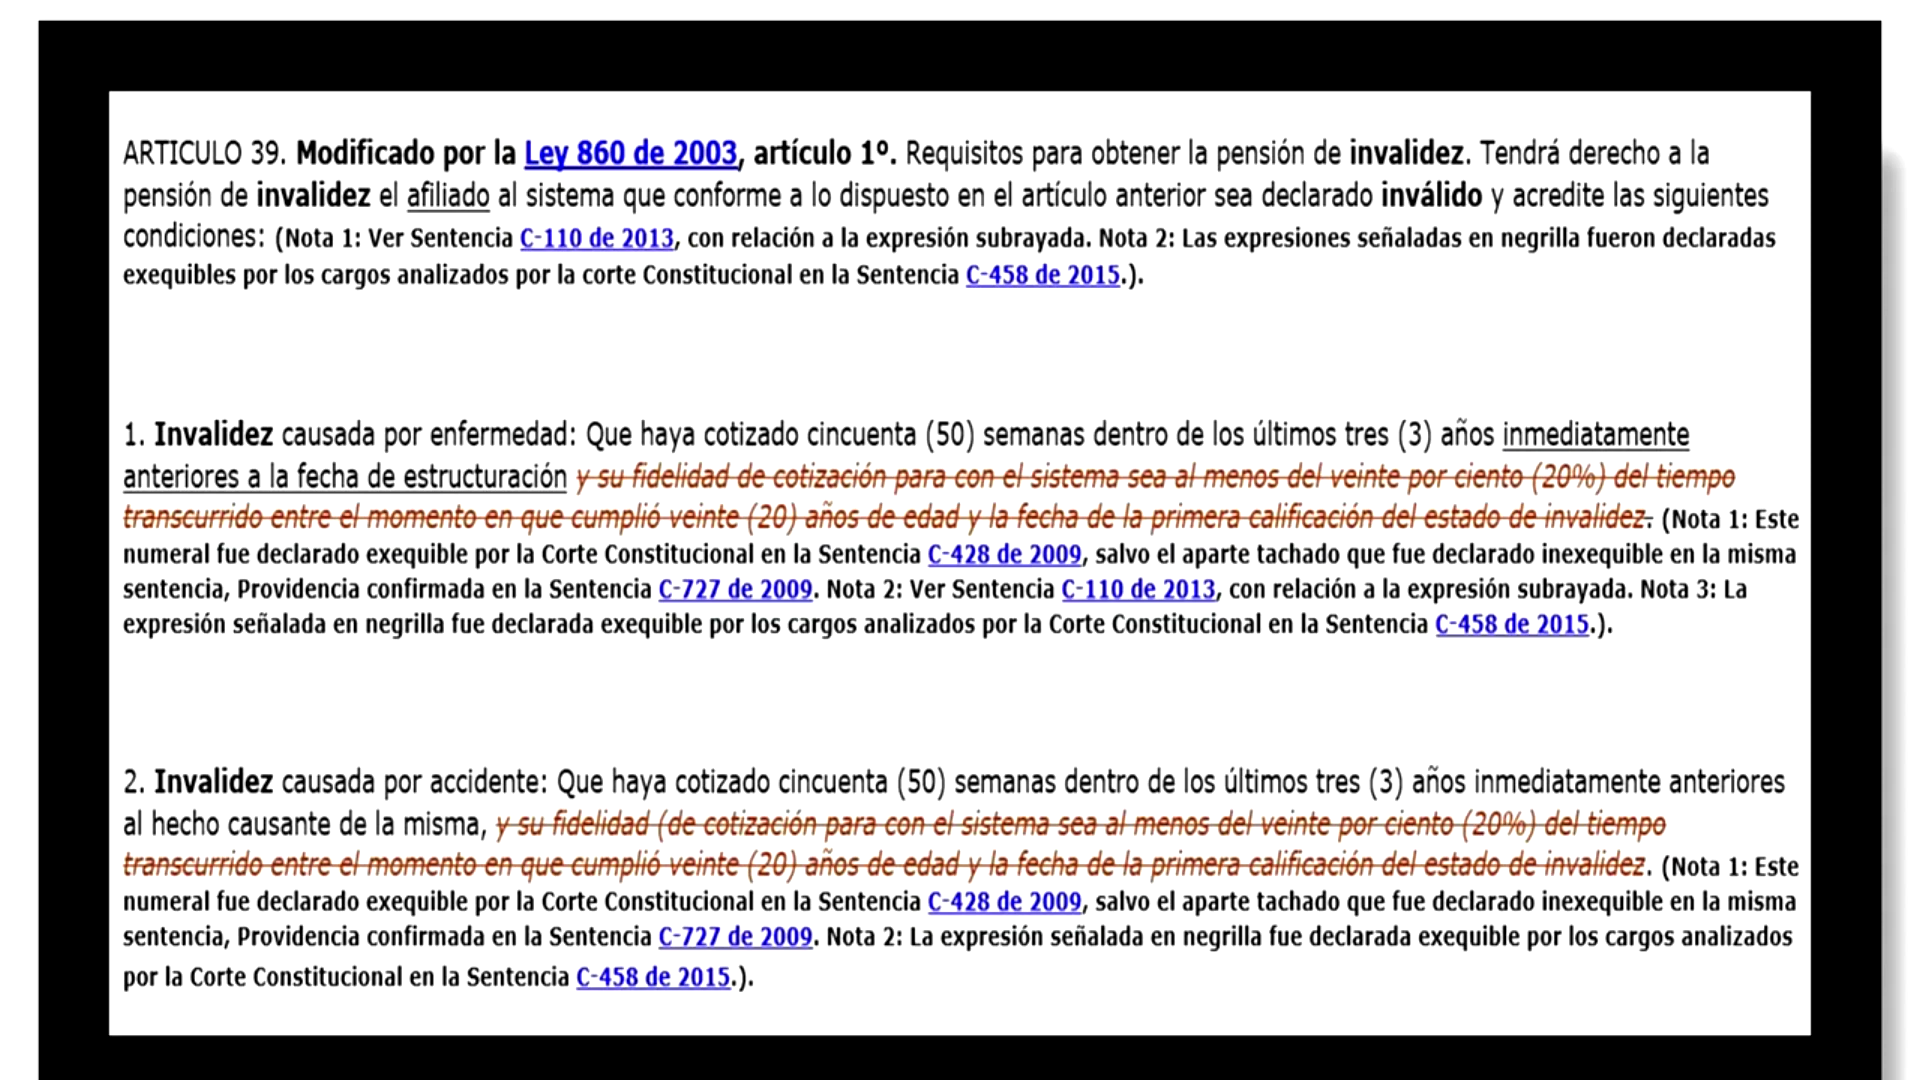 ARTICULO 39. Modificado por la Ley 860 de 2003, artículo 1º. Requisitos para obtener la pensión de invalidez. Tendrá derecho a la
pensión de invalidez el afiliado al sistema que conforme a lo dispuesto en el artículo anterior sea declarado inválido y acredite las siguientes
condiciones: (Nota 1: Ver Sentencia C-110 de 2013, con relación a la expresión subrayada. Nota 2: Las expresiones señaladas en negrilla fueron declaradas
exequibles por los cargos analizados por la corte Constitucional en la Sentencia C-458 de 2015.).
1. Invalidez causada por enfermedad: Que haya cotizado cincuenta (50) semanas dentro de los últimos tres (3) años inmediatamente
anteriores a la fecha de estructuración y su fidelidad de cotización para con el sistema sea al menos del veinte por ciento (20%) del tiempo
transcurrido entre el momento en que cumplió veinte (20) años de edad y la fecha de la primera calificación del estado de invalidez. (Nota 1: Este
numeral fue declarado exequible por la Corte Constitucional en la Sentencia C-428 de 2009, salvo el aparte tachado que fue declarado inexequible en la misma
sentencia, Providencia confirmada en la Sentencia C-727 de 2009. Nota 2: Ver Sentencia C-110 de 2013, con relación a la expresión subrayada. Nota 3: La
expresión señalada en negrilla fue declarada exequible por los cargos analizados por la Corte Constitucional en la Sentencia C-458 de 2015.).
2. Invalidez causada por accidente: Que haya cotizado cincuenta (50) semanas dentro de los últimos tres (3) años inmediatamente anteriores
al hecho causante de la misma, y su fidelidad (de cotización para con el sistema sea al menos del veinte por ciento (20%) del tiempo
transcurrido entre el momento en que cumplió veinte (20) años de edad y la fecha de la primera calificación del estado de invalidez. (Nota 1: Este
numeral fue declarado exequible por la Corte Constitucional en la Sentencia C-428 de 2009, salvo el aparte tachado que fue declarado inexequible en la misma
sentencia, Providencia confirmada en la Sentencia C-727 de 2009. Nota 2: La expresión señalada en negrilla fue declarada exequible por los cargos analizados
por la Corte Constitucional en la Sentencia C-458 de 2015.).